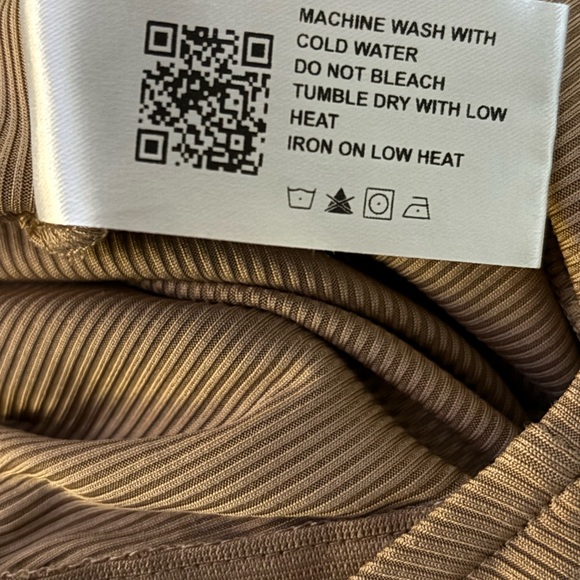 MACHINE WASH WITH
COLD WATER
DO NOT BLEACH
TUMBLE DRY WITH LOW
HEAT
IRON ON LOW HEAT